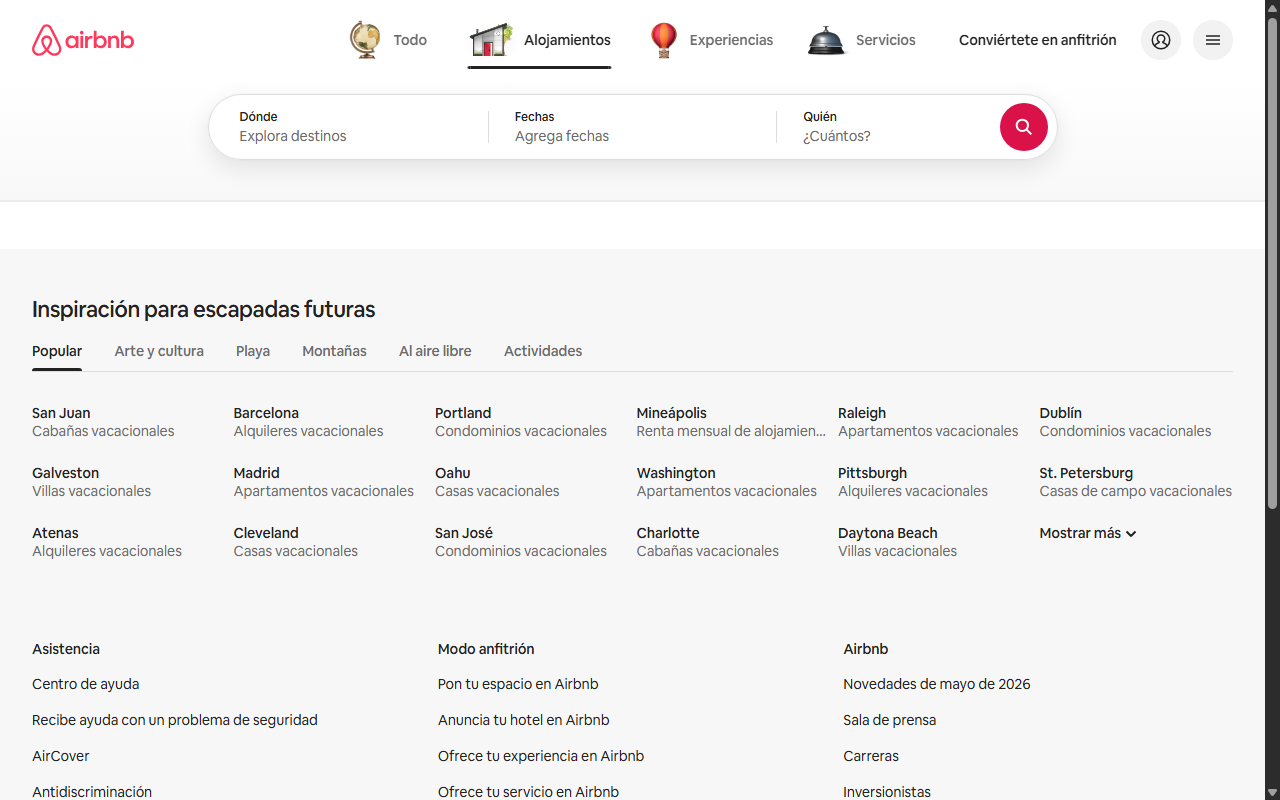 airbnb
Todo
Alojamientos
Experiencias
Servicios
Conviértete en anfitrión
Dónde
Explora destinos
Fechas
Agrega fechas
Quién
¿Cuántos?
Inspiración para escapadas futuras
Popular
Arte y cultura
Playa
Montañas
Al aire libre
Actividades
San Juan
Cabañas vacacionales
Barcelona
Alquileres vacacionales
Portland
Condominios vacacionales
Mineápolis
Renta mensual de alojamien...
Raleigh
Apartamentos vacacionales
Dublín
Condominios vacacionales
Galveston
Villas vacacionales
Madrid
Apartamentos vacacionales
Oahu
Casas vacacionales
Washington
Apartamentos vacacionales
Pittsburgh
Alquileres vacacionales
St. Petersburg
Casas de campo vacacionales
Atenas
Alquileres vacacionales
Cleveland
Casas vacacionales
San José
Condominios vacacionales
Charlotte
Cabañas vacacionales
Daytona Beach
Villas vacacionales
Mostrar más
Asistencia
Centro de ayuda
Recibe ayuda con un problema de seguridad
AirCover
Antidiscriminación
Modo anfitrión
Pon tu espacio en Airbnb
Anuncia tu hotel en Airbnb
Ofrece tu experiencia en Airbnb
Ofrece tu servicio en Airbnb
Airbnb
Novedades de mayo de 2026
Sala de prensa
Carreras
Inversionistas